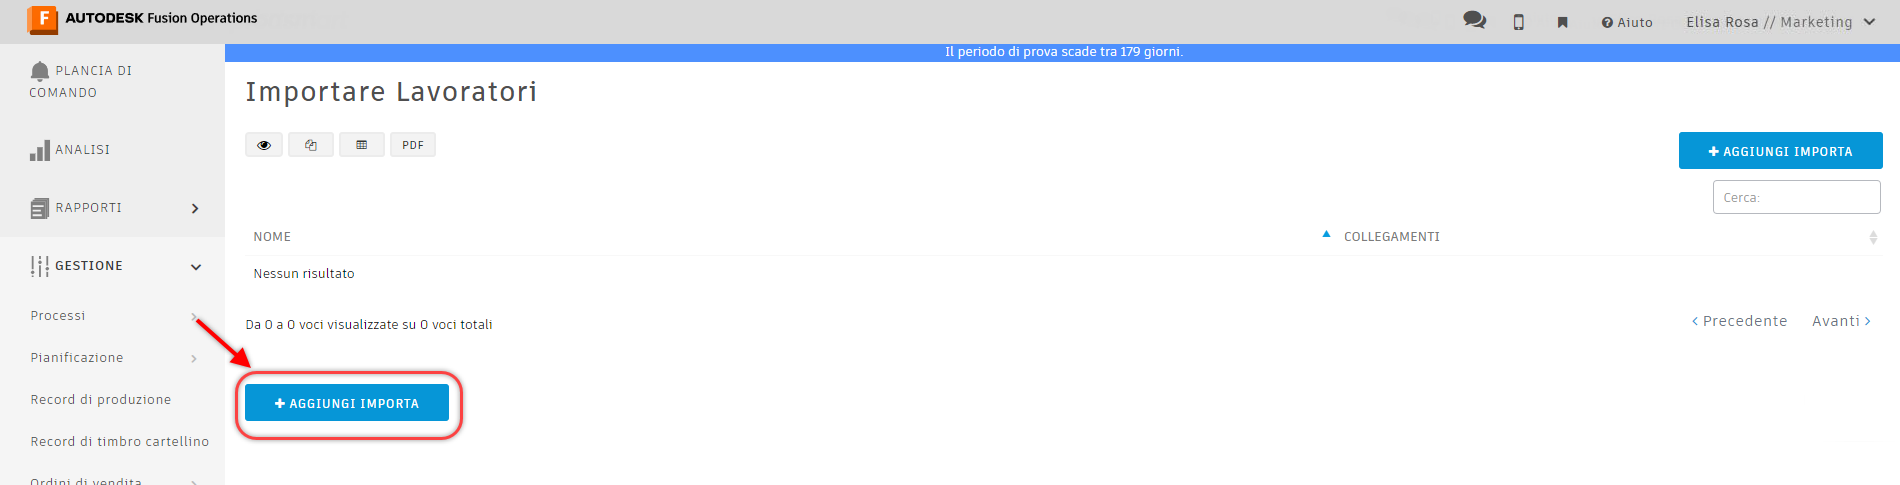 AUTODESK Fusion Operations
Aiuto
Elisa Rosa // Marketing
Il periodo di prova scade tra 179 giorni.
PLANCIA DI
COMANDO
ANALISI
RAPPORTI
GESTIONE
Processi
Pianificazione
Record di produzione
Record di timbro cartellino
Ordini di vendita
Importare Lavoratori
PDF
AGGIUNGI IMPORTA
Cerca:
NOME
COLLEGAMENTI
Nessun risultato
Da 0 a 0 voci visualizzate su 0 voci totali
Precedente
Avanti
AGGIUNGI IMPORTA